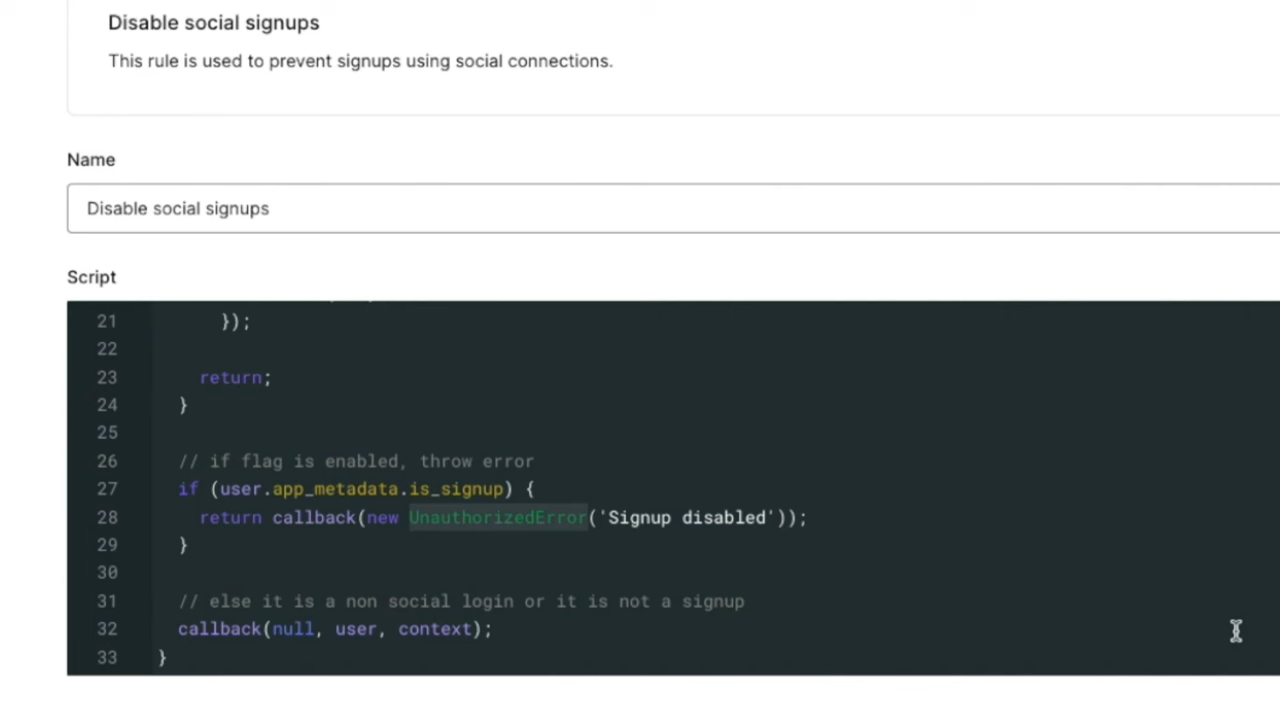 Disable social signups
This rule is used to prevent signups using social connections.
Name
Disable social signups
Script
21 });
22
23 return;
24 }
25
26 // if flag is enabled, throw error
27 if (user.app_metadata.is_signup) {
28 return callback(new UnauthorizedError('Signup disabled'));
29 }
30
31 // else it is a non social login or it is not a signup
32 callback(null, user, context);
33 }